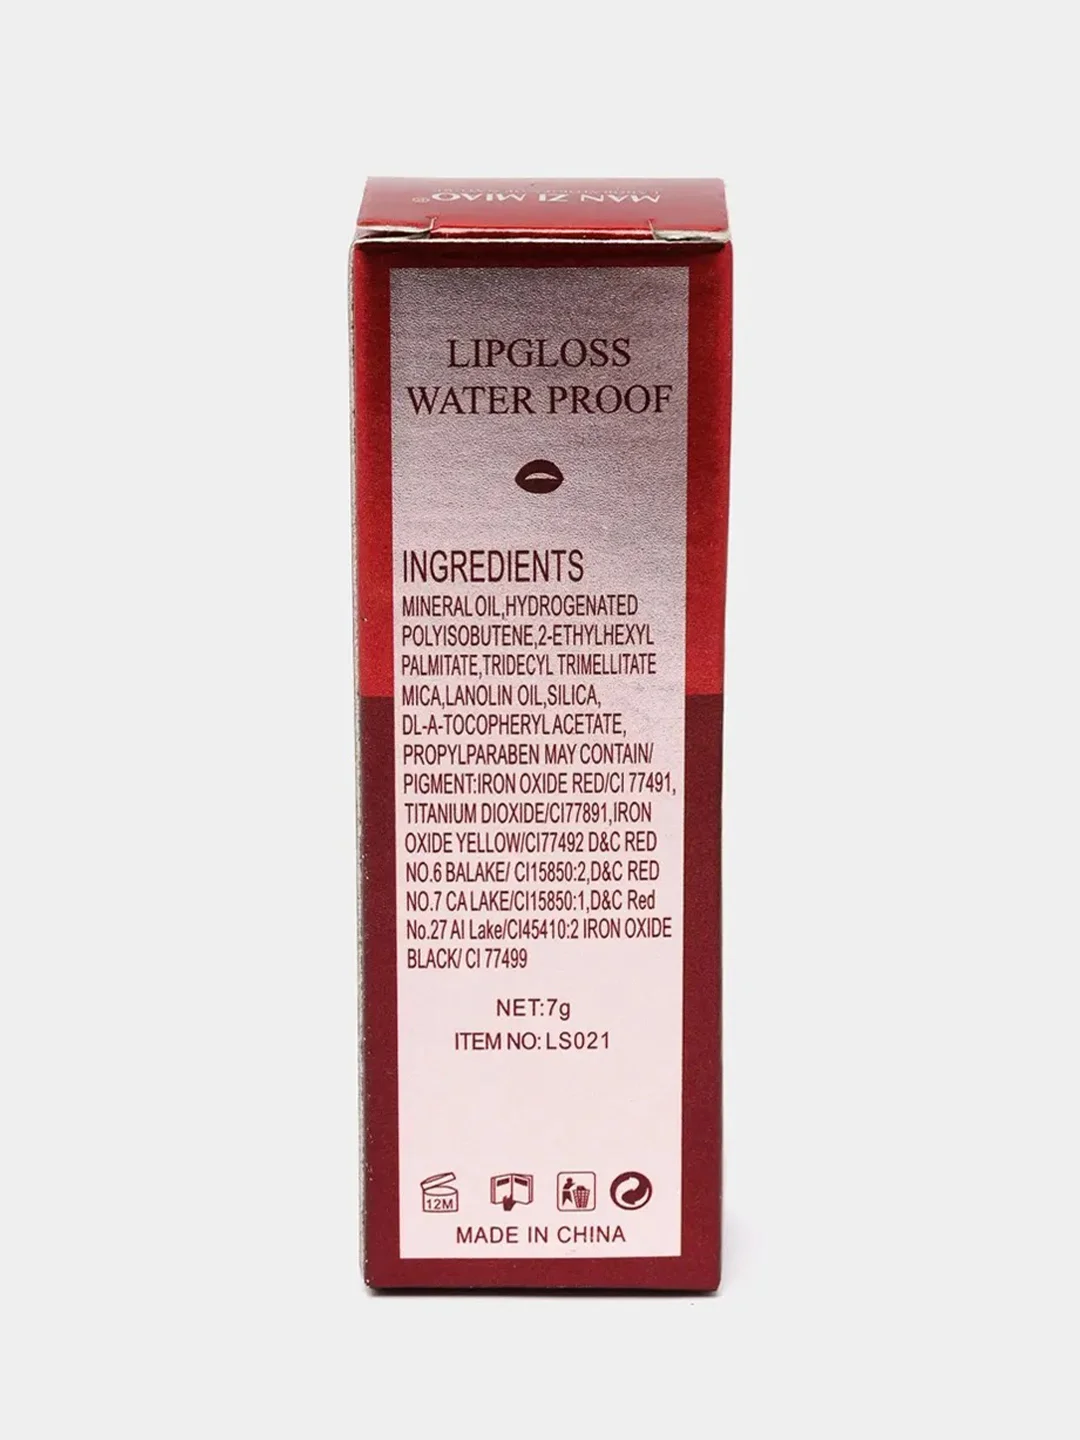 MAN ZI MIAO®
LIPGLOSS
WATER PROOF
INGREDIENTS
MINERAL OIL,HYDROGENATED
POLYISOBUTENE,2-ETHYLHEXYL
PALMITATE,TRIDECYL TRIMELLITATE
MICA,LANOLIN OIL,SILICA,
DL-A-TOCOPHERYL ACETATE,
PROPYLPARABEN MAY CONTAIN/
PIGMENT:IRON OXIDE RED/CI 77491,
TITANIUM DIOXIDE/CI77891,IRON
OXIDE YELLOW/CI77492 D&C RED
NO.6 BALAKE/ CI15850:2,D&C RED
NO.7 CA LAKE/CI15850:1,D&C Red
No.27 Al Lake/CI45410:2 IRON OXIDE
BLACK/ CI 77499
NET:7g
ITEM NO: LS021
12M
MADE IN CHINA